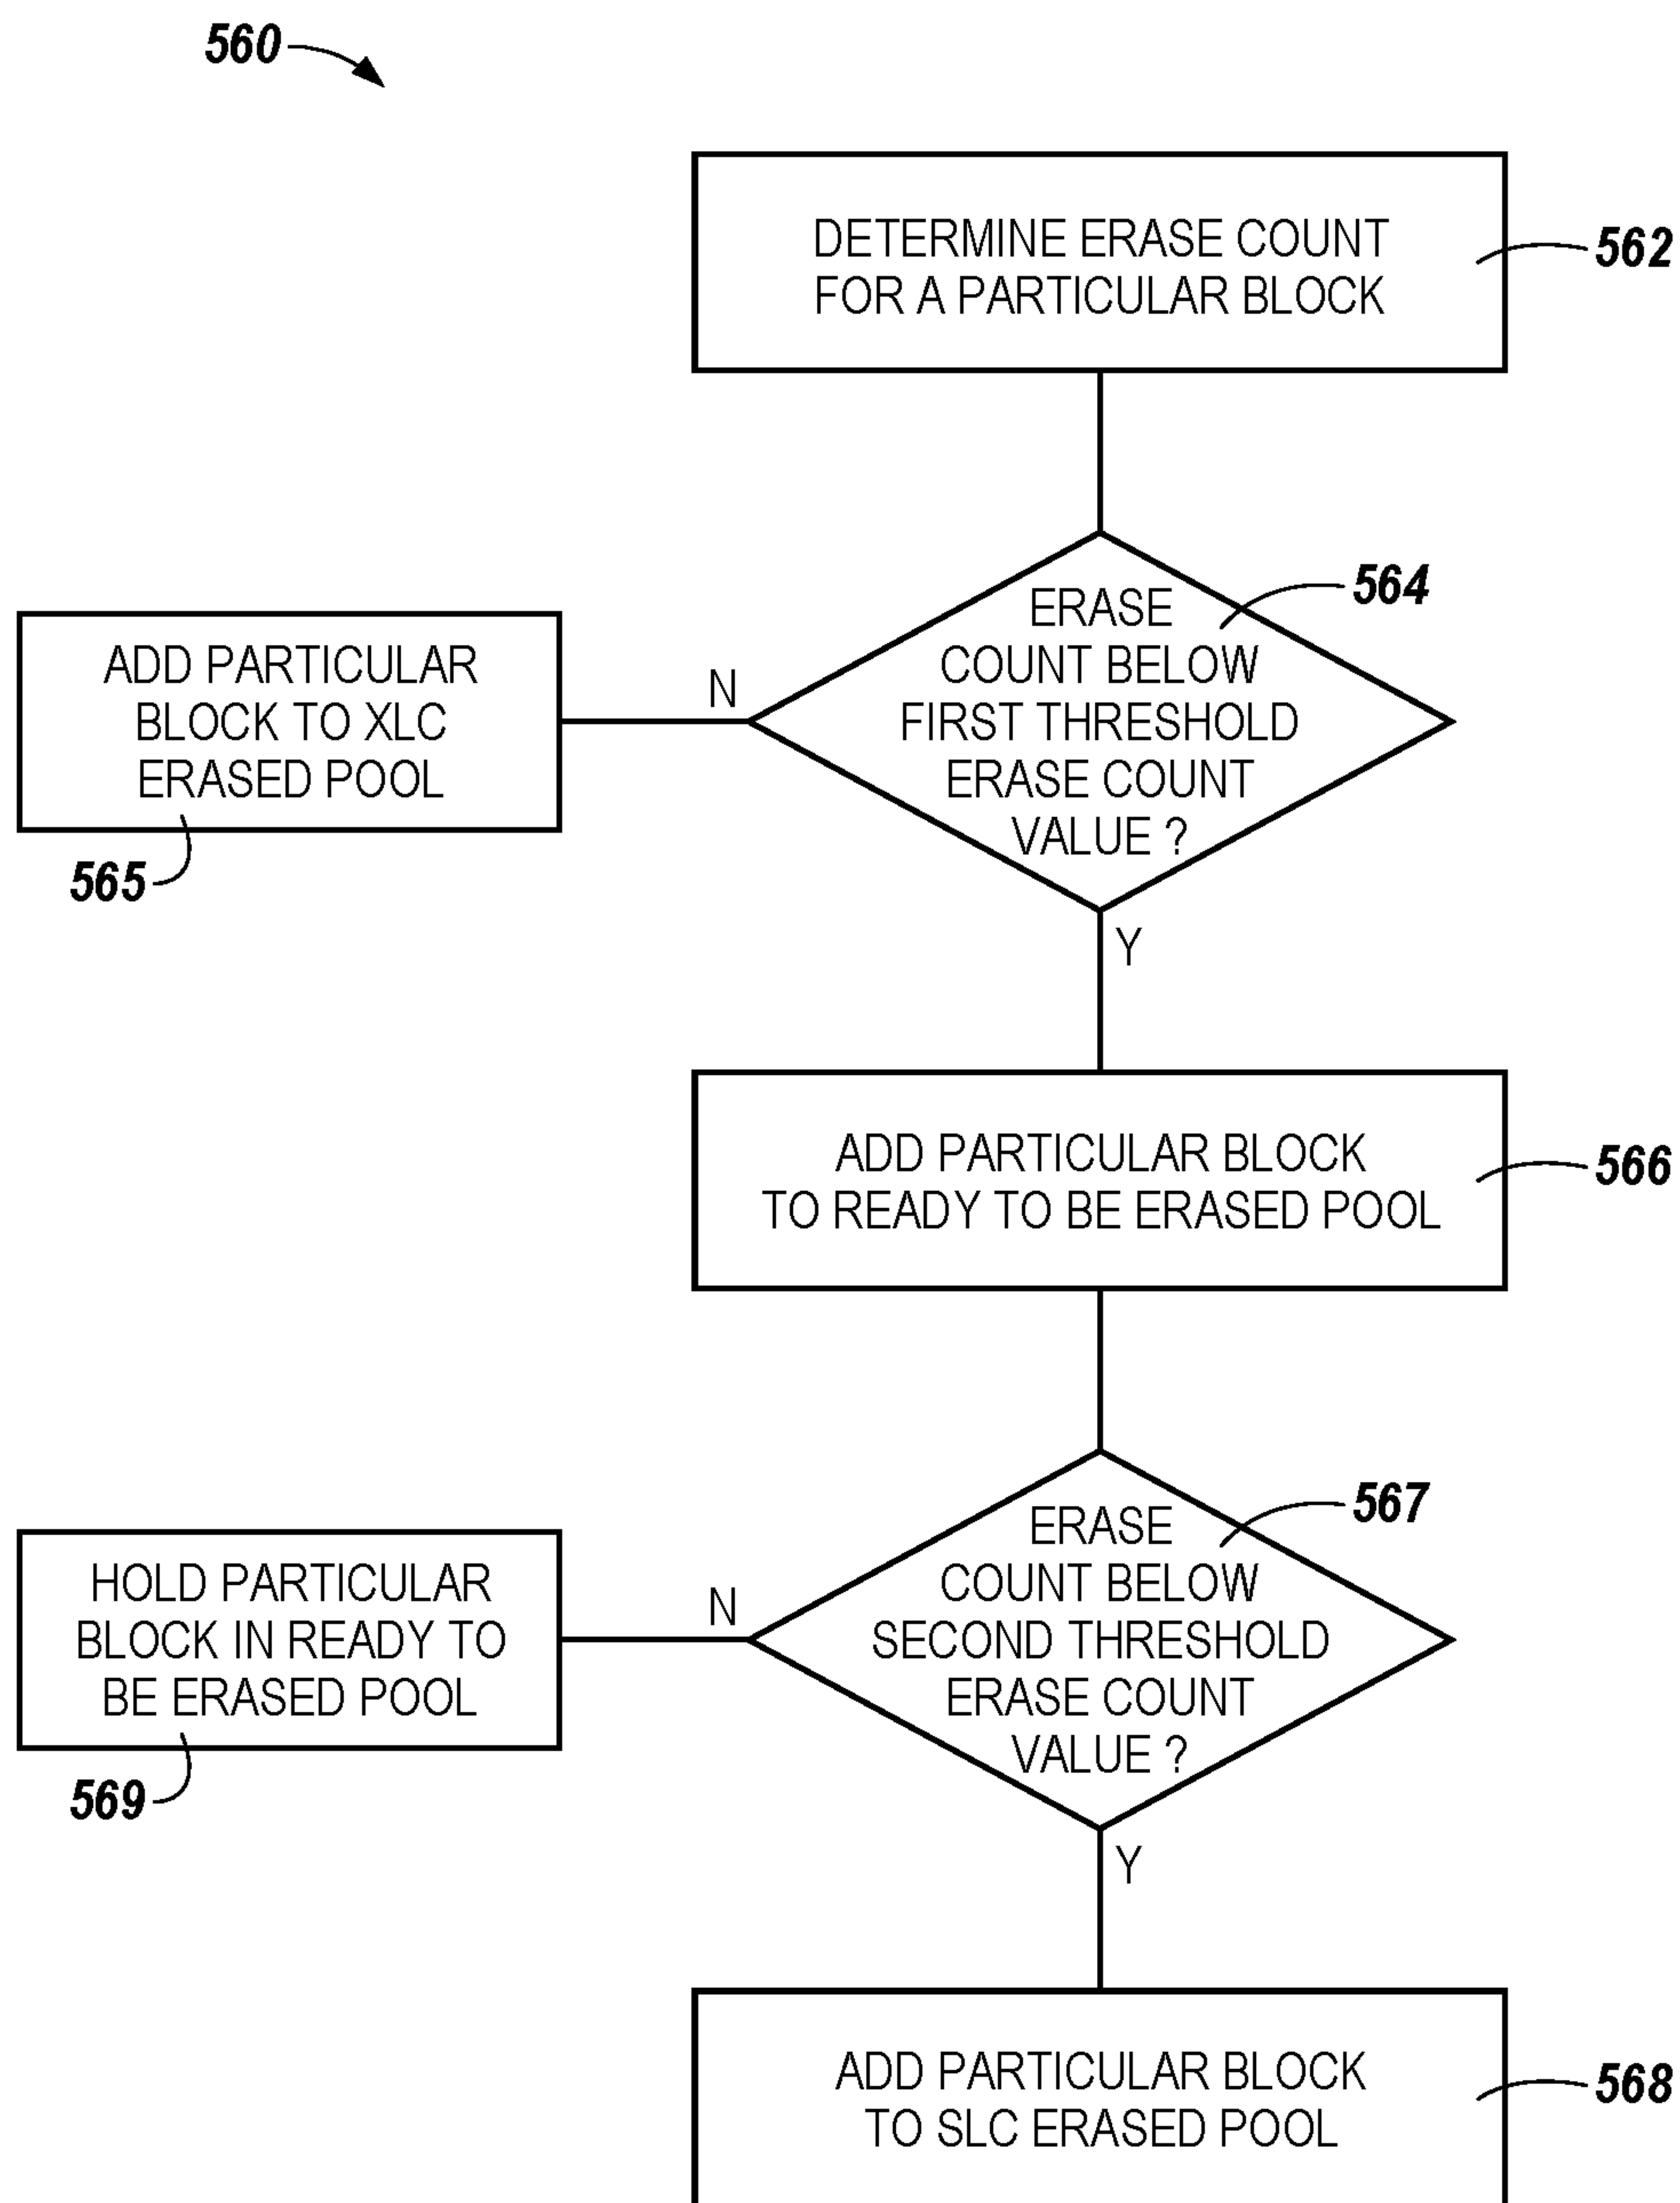 560
DETERMINE ERASE COUNT
FOR A PARTICULAR BLOCK
562
ERASE
COUNT BELOW
FIRST THRESHOLD
ERASE COUNT
VALUE ?
564
N
ADD PARTICULAR
BLOCK TO XLC
ERASED POOL
565
Y
ADD PARTICULAR BLOCK
TO READY TO BE ERASED POOL
566
ERASE
COUNT BELOW
SECOND THRESHOLD
ERASE COUNT
VALUE ?
567
N
HOLD PARTICULAR
BLOCK IN READY TO
BE ERASED POOL
569
Y
ADD PARTICULAR BLOCK
TO SLC ERASED POOL
568